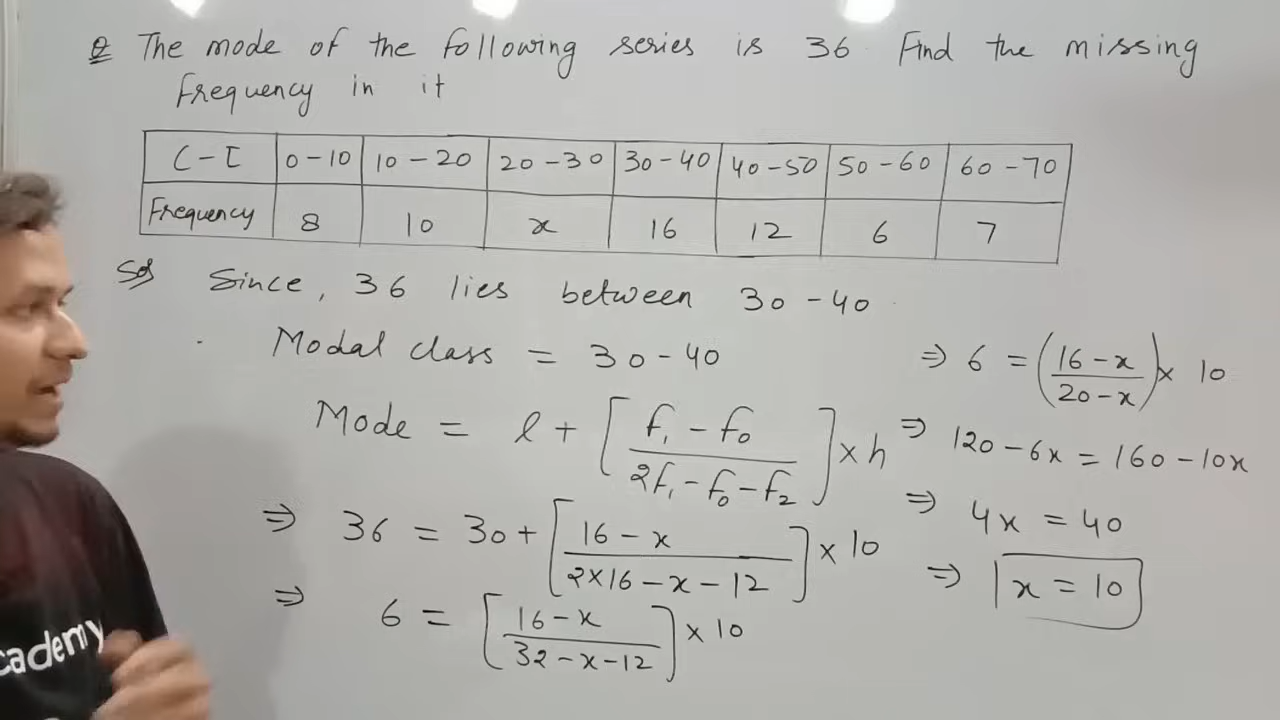 Q The mode of the following series is 36. Find the missing
Frequency in it
C-I 0-10 10-20 20-30 30-40 40-50 50-60 60-70
Frequency 8 10 x 16 12 6 7
Sol Since, 36 lies between 30-40
Modal class = 30-40
Mode = l + [f₁ - f₀ / 2f₁ - f₀ - f₂] × h
⇒ 36 = 30 + [16 - x / 2×16 - x - 12] × 10
⇒ 6 = [16 - x / 32 - x - 12] × 10
⇒ 6 = (16 - x / 20 - x) × 10
⇒ 120 - 6x = 160 - 10x
⇒ 4x = 40
⇒ x = 10
cademy